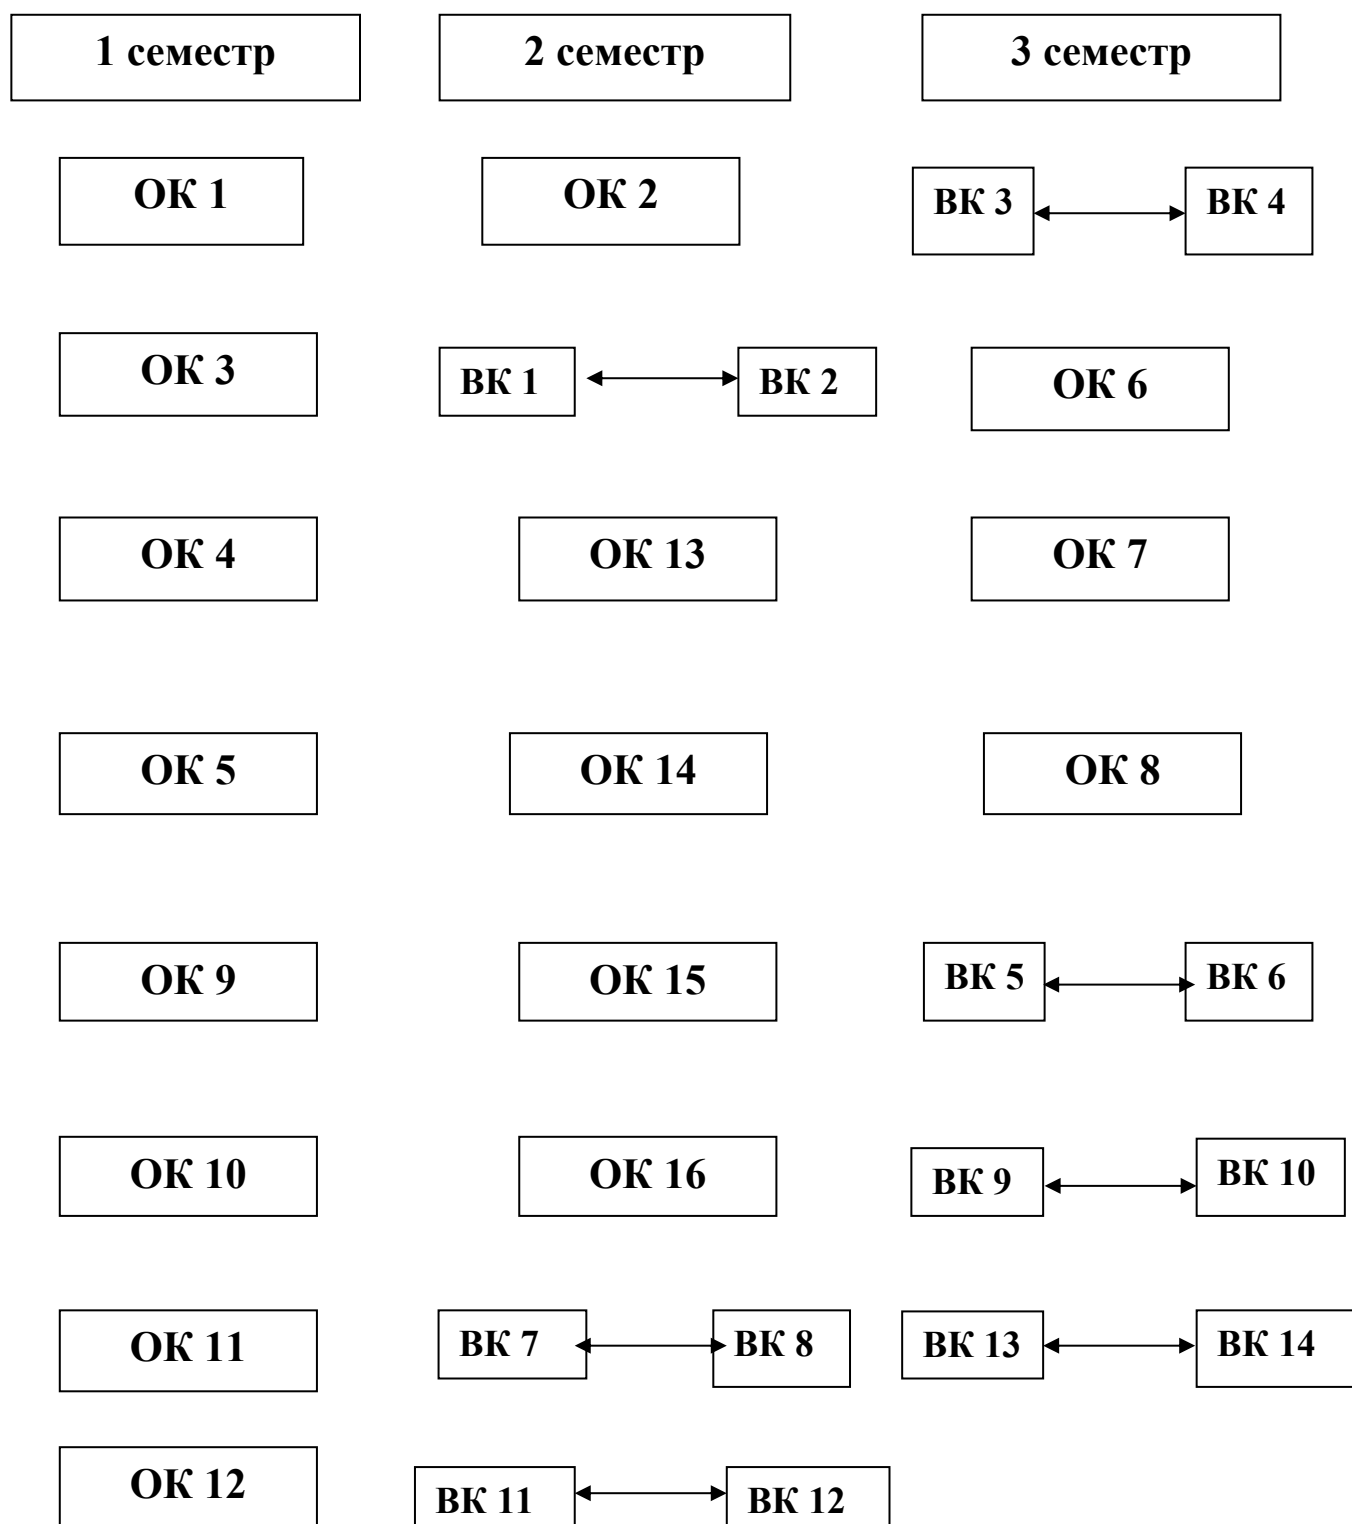 1 семестр 2 семестр 3 семестр
ОК 1 ОК 2 ВК 3 ВК 4
ОК 3 ВК 1 ВК 2 ОК 6
ОК 4 ОК 13 ОК 7
ОК 5 ОК 14 ОК 8
ОК 9 ОК 15 ВК 5 ВК 6
ОК 10 ОК 16 ВК 9 ВК 10
ОК 11 ВК 7 ВК 8 ВК 13 ВК 14
ОК 12 ВК 11 ВК 12